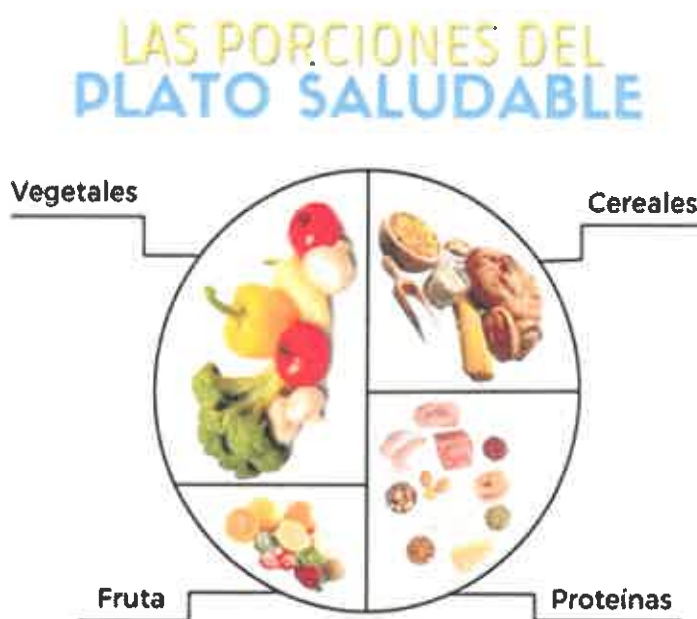 LAS PORCIONES DEL
PLATO SALUDABLE
Vegetales
Cereales
Fruta
Proteínas